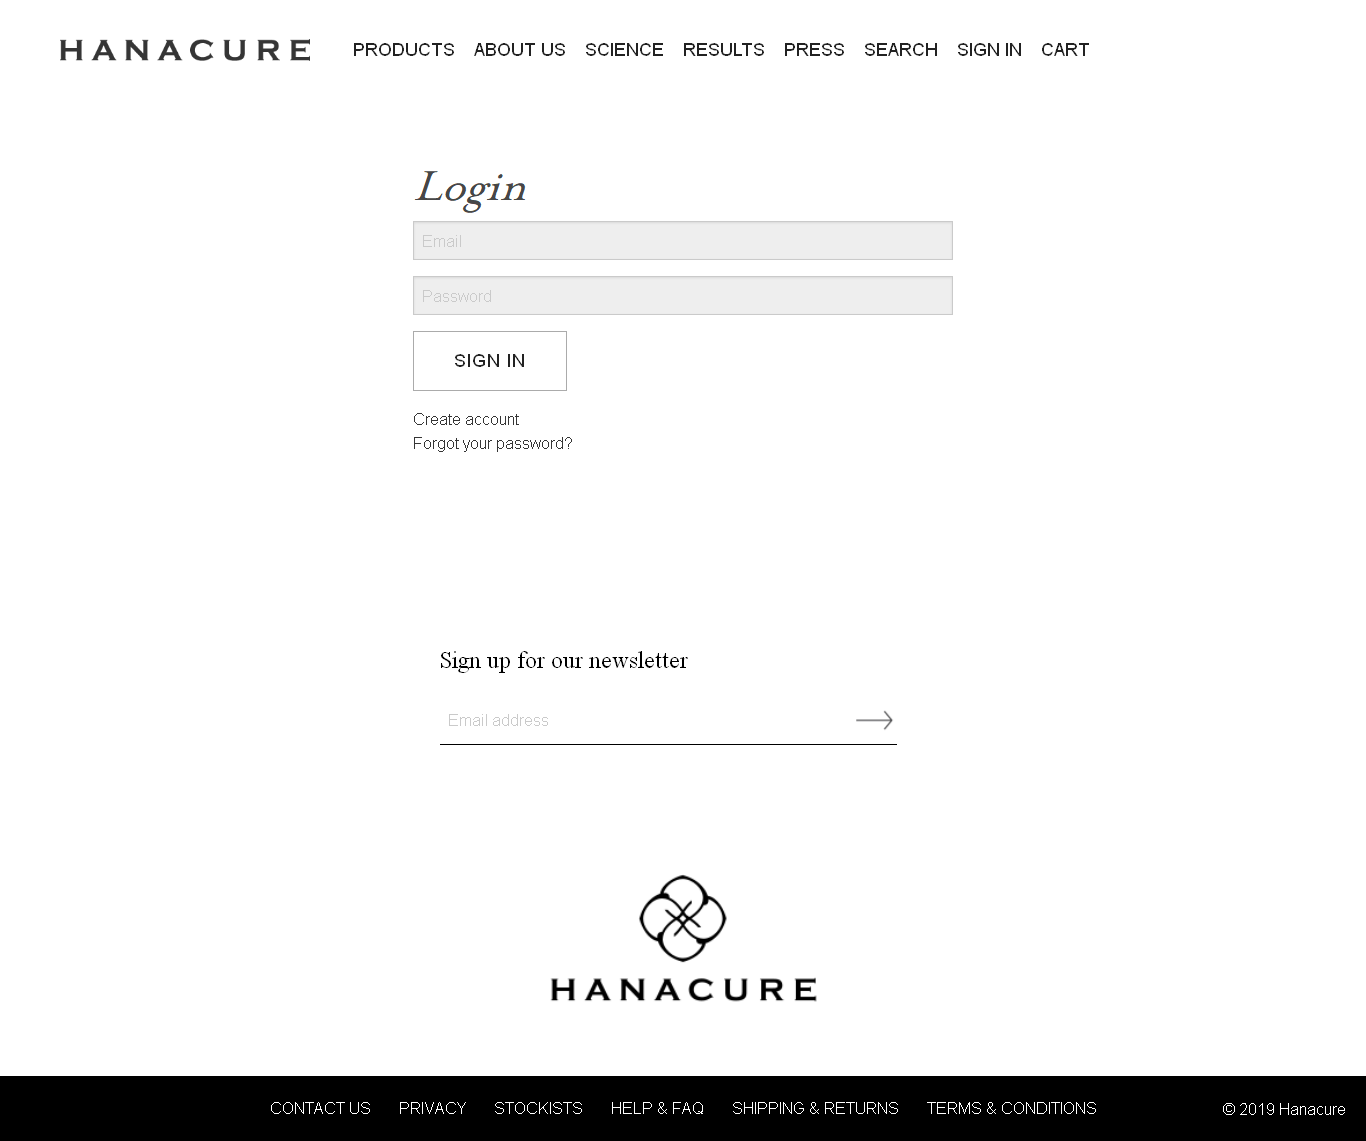 HANACURE PRODUCTS ABOUT US SCIENCE RESULTS PRESS SEARCH SIGN IN CART
Login
Email
Password
SIGN IN
Create account
Forgot your password?
Sign up for our newsletter
Email address
HANACURE
CONTACT US PRIVACY STOCKISTS HELP & FAQ SHIPPING & RETURNS TERMS & CONDITIONS © 2019 Hanacure